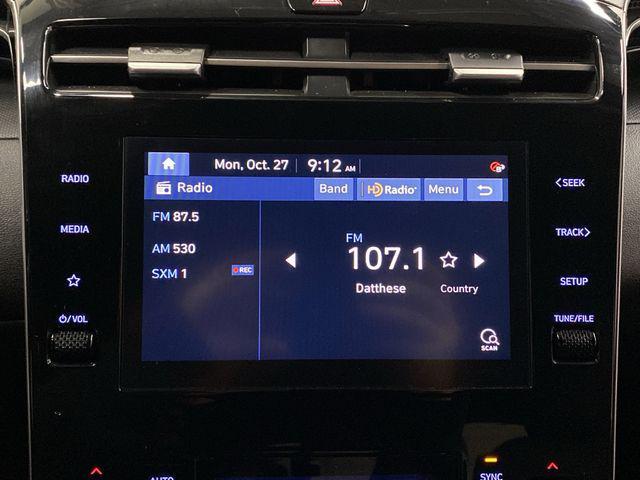 Mon, Oct. 27 9:12 AM
Radio Band HD Radio Menu
RADIO
MEDIA
⏻/VOL
FM 87.5
AM 530
SXM 1 REC
FM
107.1
Datthese Country
SCAN
<SEEK
TRACK>
SETUP
TUNE/FILE
AUTO
SYNC